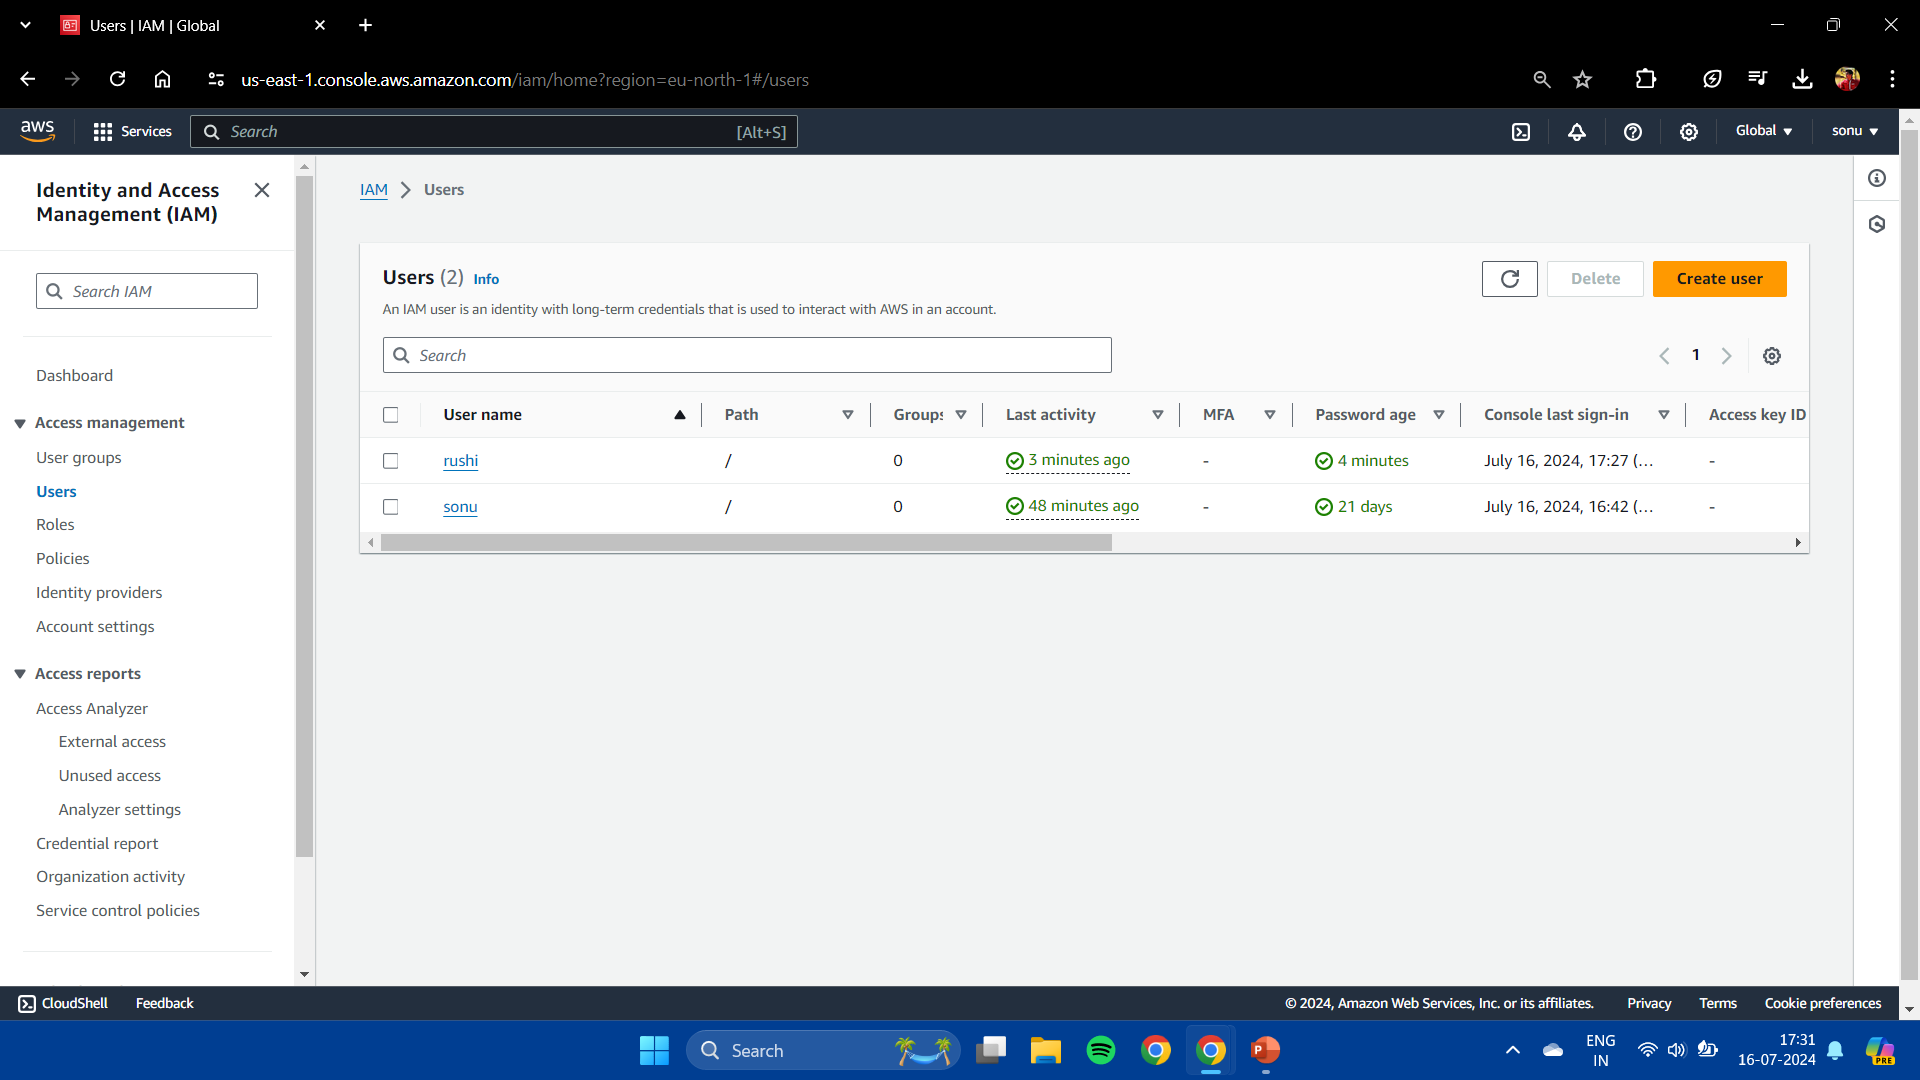 Users | IAM | Global
us-east-1.console.aws.amazon.com/iam/home?region=eu-north-1#/users
aws
Services
Search
[Alt+S]
Global
sonu
Identity and Access
Management (IAM)
Search IAM
Dashboard
Access management
User groups
Users
Roles
Policies
Identity providers
Account settings
Access reports
Access Analyzer
External access
Unused access
Analyzer settings
Credential report
Organization activity
Service control policies
IAM
Users
Users (2) Info
Delete
Create user
An IAM user is an identity with long-term credentials that is used to interact with AWS in an account.
Search
1
User name Path Groups Last activity MFA Password age Console last sign-in Access key ID
rushi / 0 3 minutes ago - 4 minutes July 16, 2024, 17:27 (... -
sonu / 0 48 minutes ago - 21 days July 16, 2024, 16:42 (... -
CloudShell Feedback © 2024, Amazon Web Services, Inc. or its affiliates. Privacy Terms Cookie preferences
Search
ENG
IN
17:31
16-07-2024
PRE